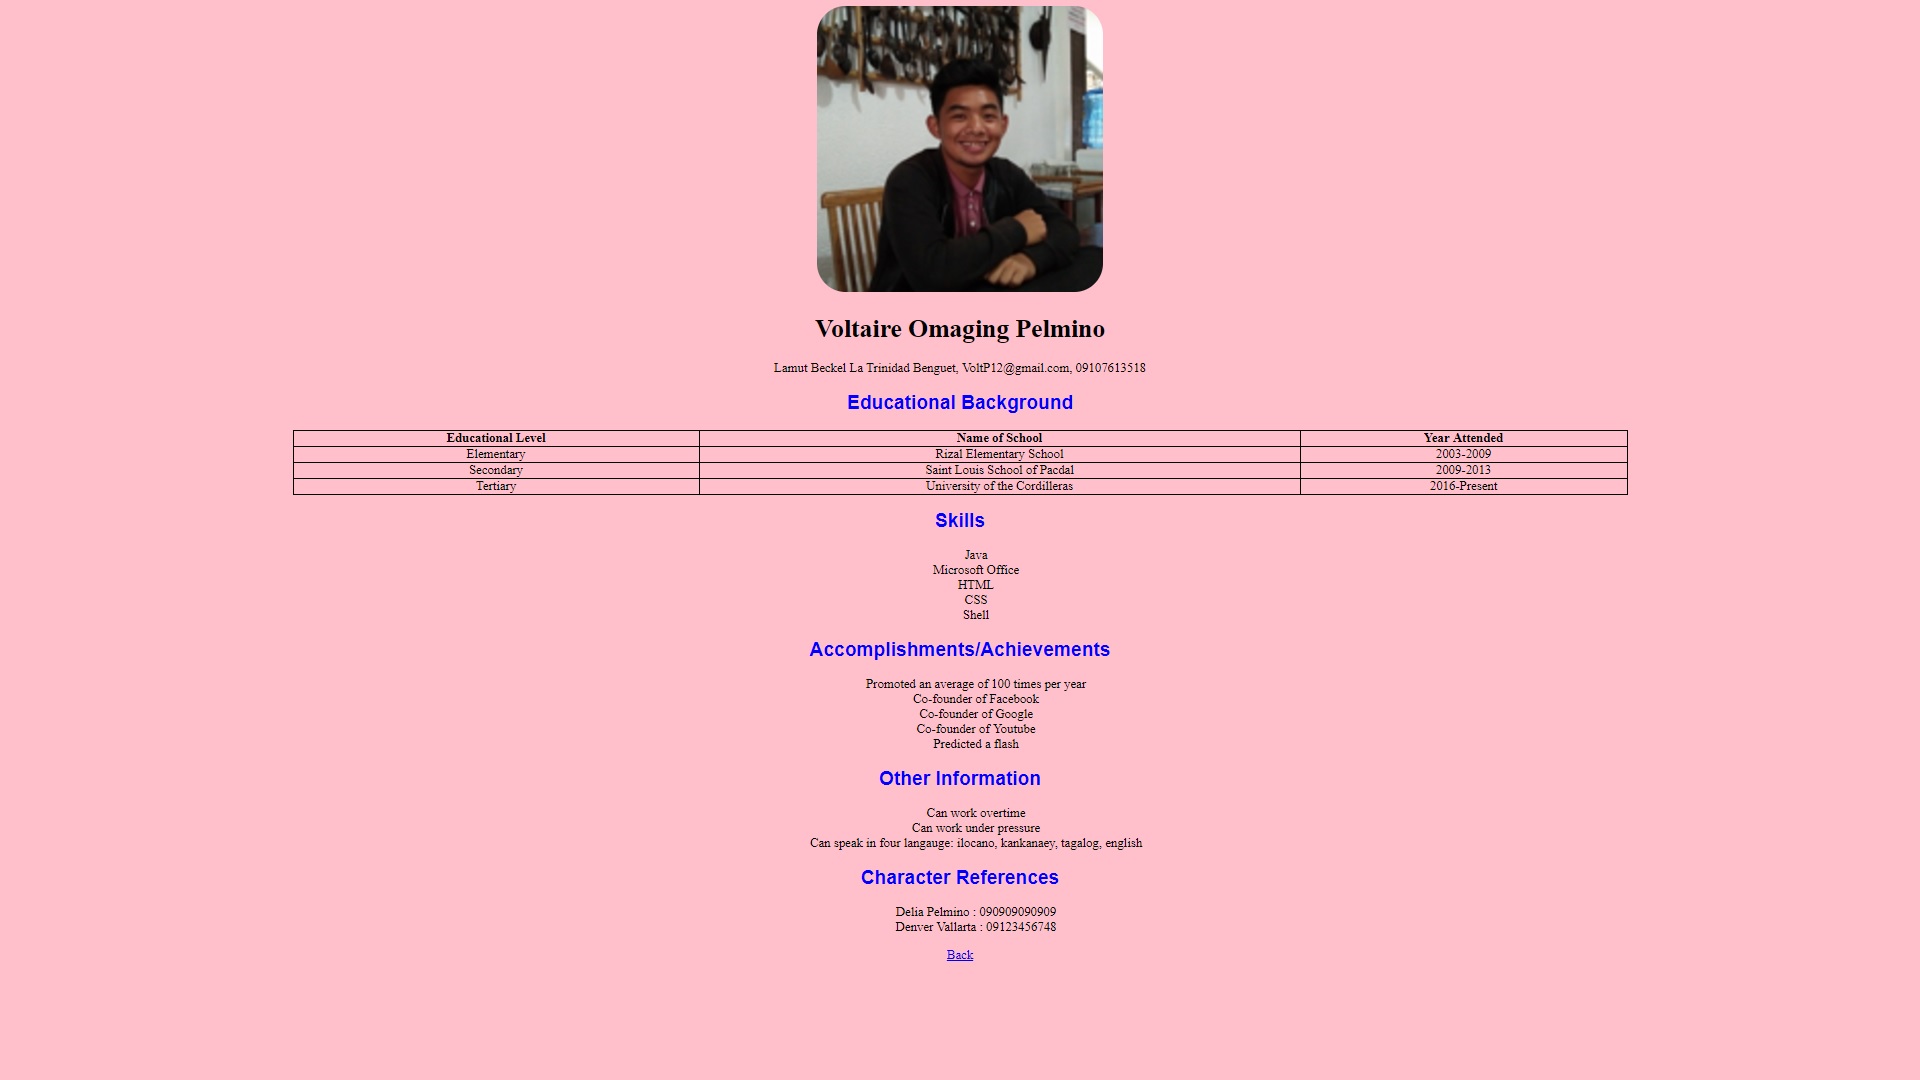 Voltaire Omaging Pelmino
Lamut Beckel La Trinidad Benguet, VoltP12@gmail.com, 09107613518
Educational Background
Educational Level Name of School Year Attended
Elementary Rizal Elementary School 2003-2009
Secondary Saint Louis School of Pacdal 2009-2013
Tertiary University of the Cordilleras 2016-Present
Skills
Java
Microsoft Office
HTML
CSS
Shell
Accomplishments/Achievements
Promoted an average of 100 times per year
Co-founder of Facebook
Co-founder of Google
Co-founder of Youtube
Predicted a flash
Other Information
Can work overtime
Can work under pressure
Can speak in four langauge: ilocano, kankanaey, tagalog, english
Character References
Delia Pelmino : 090909090909
Denver Vallarta : 09123456748
Back